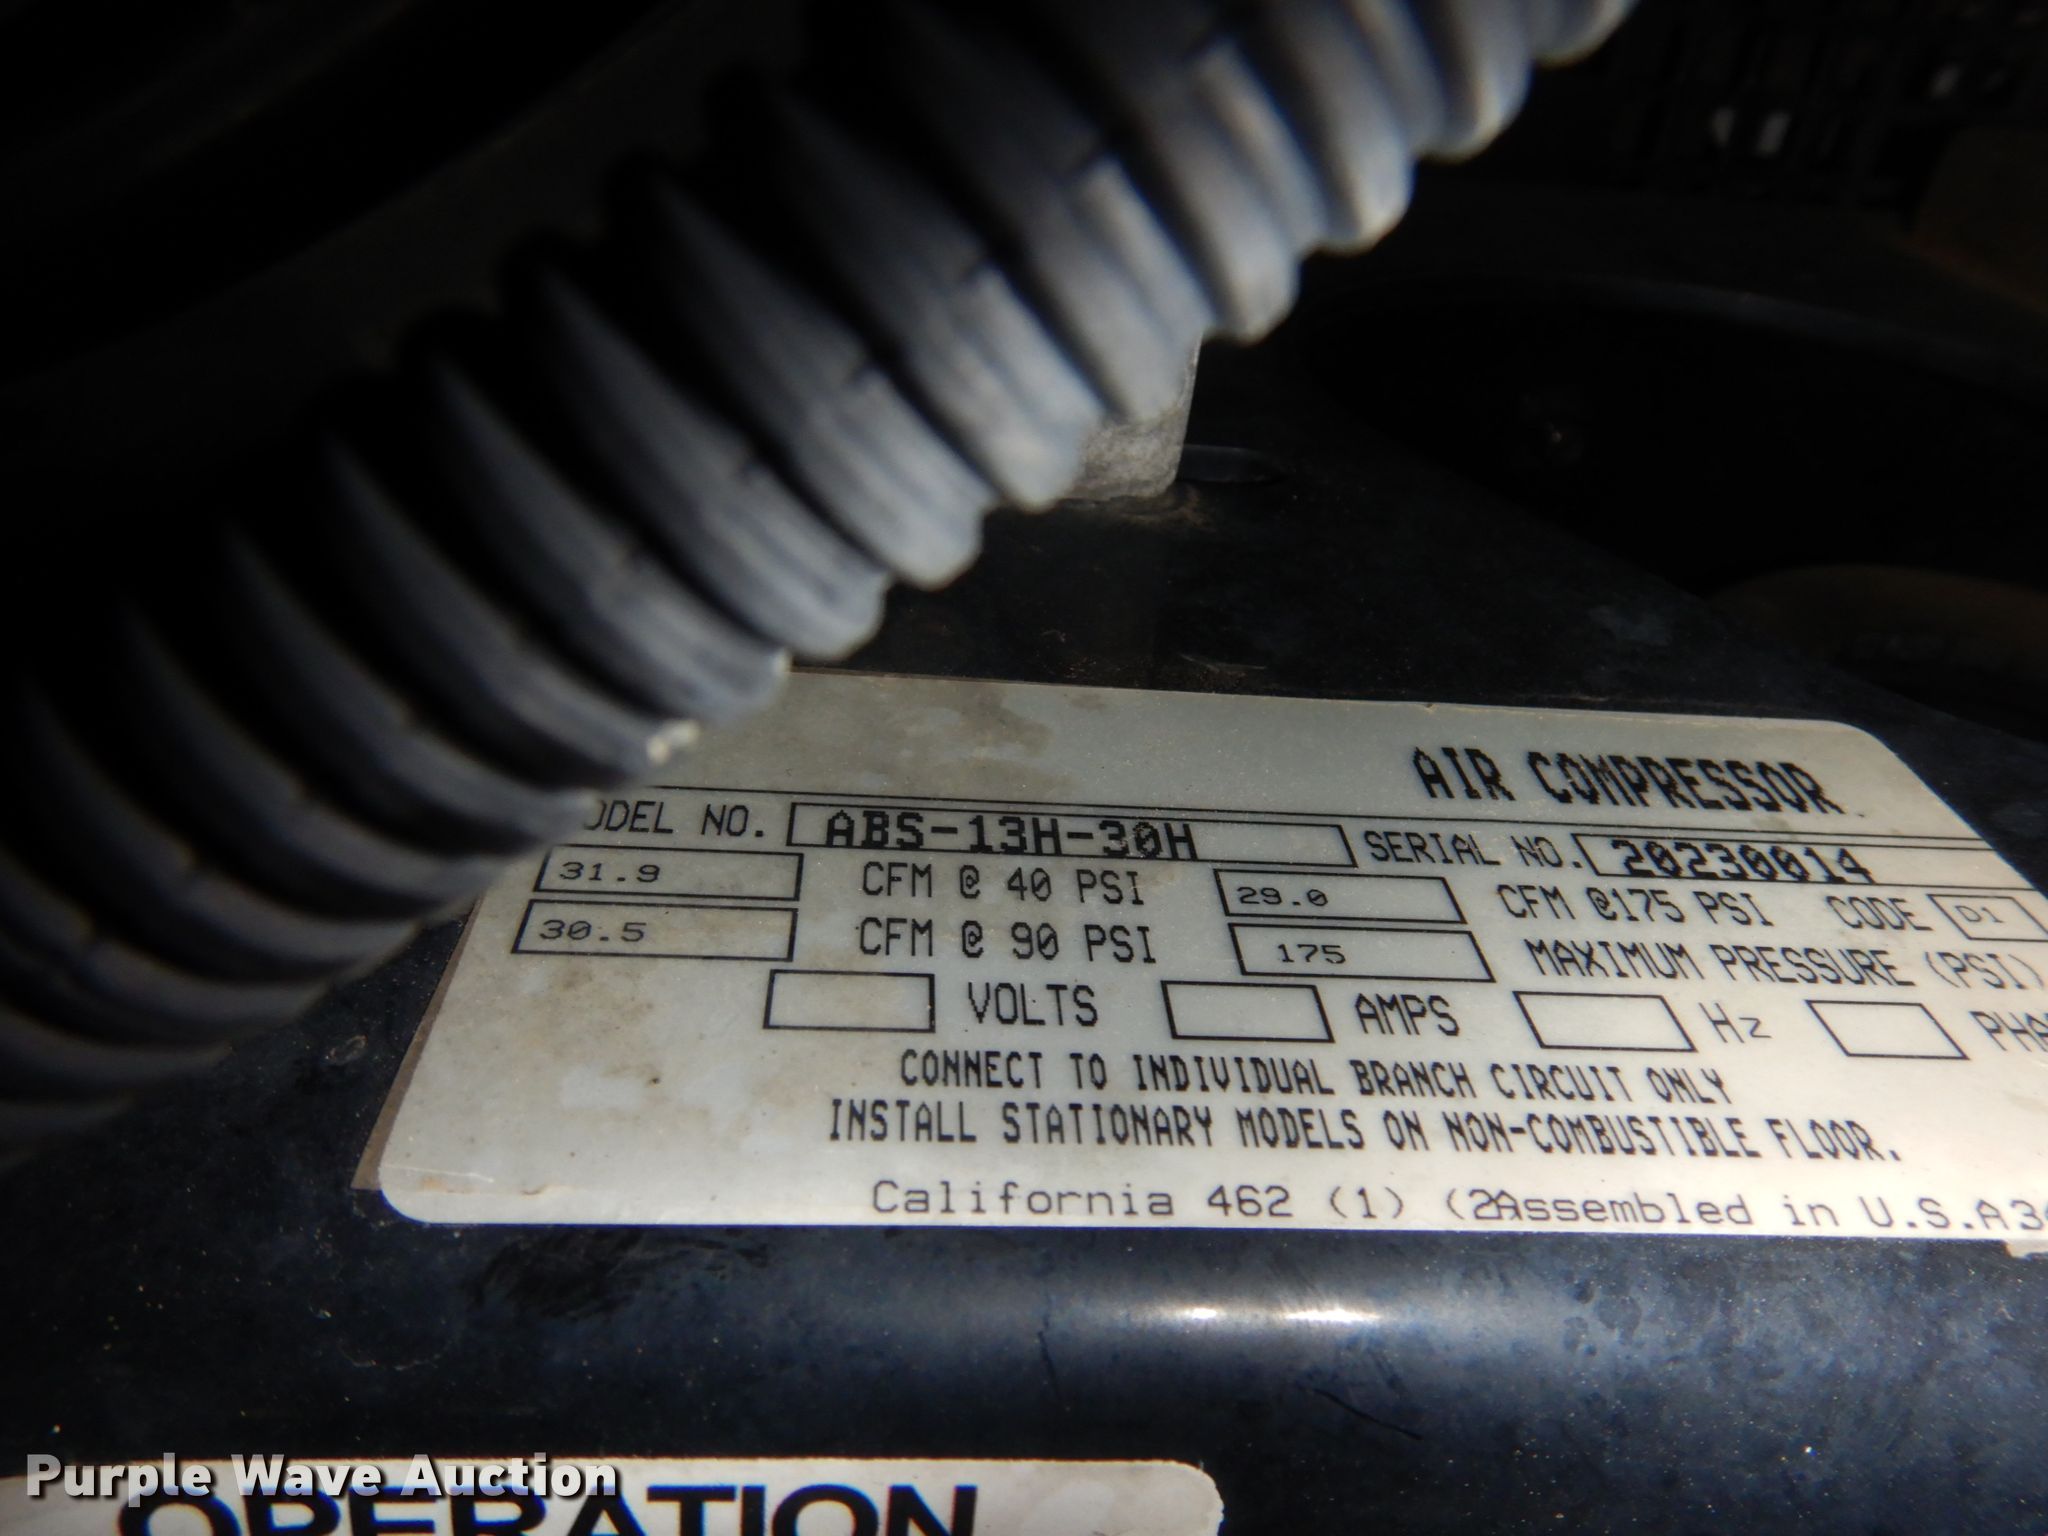 AIR COMPRESSOR
ODEL NO. ABS-13H-30H SERIAL NO. 20230014
31.9 CFM @ 40 PSI 29.0 CFM @175 PSI CODE D1
30.5 CFM @ 90 PSI 175 MAXIMUM PRESSURE (PSI)
VOLTS AMPS Hz PHA
CONNECT TO INDIVIDUAL BRANCH CIRCUIT ONLY
INSTALL STATIONARY MODELS ON NON-COMBUSTIBLE FLOOR.
California 462 (1) (2Assembled in U.S.A
Purple Wave Auction
OPERATION